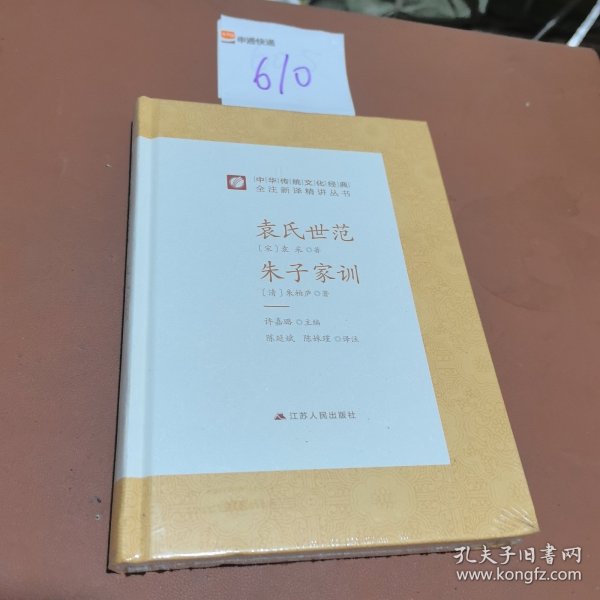 申通快递
610
中华传统文化经典
全注新译精讲丛书
袁氏世范
［宋］袁 采 ◎著
朱子家训
［清］朱柏庐 ◎著
许嘉璐 ◎主编
陈延斌 陈姝瑾 ◎译注
江苏人民出版社
孔夫子旧书网
www.kongfz.com